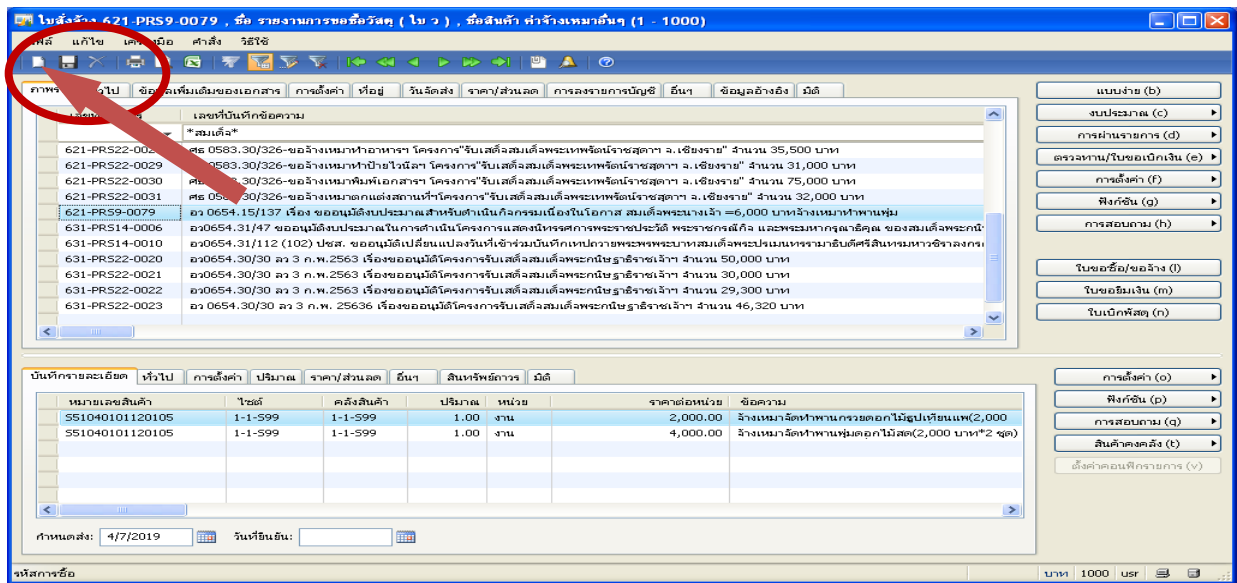 ใบสั่งจ้าง 621-PRS9-0079 , ชื่อ รายงานการขอซื้อวัสดุ ( ใบ ว ) , ชื่อสินค้า ค่าจ้างเหมาอื่นๆ (1 - 1000)
แก้ไข คำสั่ง วิธีใช้
ข้อมูลเพิ่มเติมของเอกสาร การตั้งค่า ที่อยู่ วันจัดส่ง ราคา/ส่วนลด การลงรายการบัญชี อื่นๆ ข้อมูลอ้างอิง มิติ
เลขที่บันทึกข้อความ
*สมเด็จ*
ศธ 0583.30/326-ขอจ้างเหมาทำอาหารฯ โครงการ"รับเสด็จสมเด็จพระเทพรัตน์ราชสุดาฯ จ.เชียงราย" จำนวน 35,500 บาท
621-PRS22-0029 0583.30/326-ขอจ้างเหมาทำป้ายไวนิลฯ โครงการ"รับเสด็จสมเด็จพระเทพรัตน์ราชสุดาฯ จ.เชียงราย" จำนวน 31,000 บาท
621-PRS22-0030 30/326-ขอจ้างเหมาพิมพ์เอกสารฯ โครงการ"รับเสด็จสมเด็จพระเทพรัตน์ราชสุดาฯ จ.เชียงราย" จำนวน 75,000 บาท
621-PRS22-0031 ศธ 30/326-ขอจ้างเหมาตกแต่งสถานที่ฯโครงการ"รับเสด็จสมเด็จพระเทพรัตน์ราชสุดาฯ จ.เชียงราย" จำนวน 32,000 บาท
621-PRS9-0079 อว 0654.15/137 เรื่อง ขออนุมัติงบประมาณสำหรับดำเนินกิจกรรมเนื่องในโอกาส สมเด็จพระนางเจ้า =6,000 บาทจ้างเหมาทำพานพุ่ม
631-PRS14-0006 อว0654.31/47 ขออนุมัติงบประมาณในการดำเนินโครงการแสดงนิทรรศการพระราชประวัติ พระราชกรณีกิจ และพระมหากรุณาธิคุณ ของสมเด็จพระกนิ
631-PRS14-0010 อว0654.31/112 (102) ปชส. ขออนุมัติเปลี่ยนแปลงวันที่เข้าร่วมบันทึกเทปถวายพระพรพระบาทสมเด็จพระปรเมนทรรามาธิบดีศรีสินทรมหาวชิราลงกร
631-PRS22-0020 อว0654.30/30 ลว 3 ก.พ.2563 เรื่องขออนุมัติโครงการรับเสด็จสมเด็จพระกนิษฐาธิราชเจ้าฯ จำนวน 50,000 บาท
631-PRS22-0021 อว0654.30/30 ลว 3 ก.พ.2563 เรื่องขออนุมัติโครงการรับเสด็จสมเด็จพระกนิษฐาธิราชเจ้าฯ จำนวน 30,000 บาท
631-PRS22-0022 อว0654.30/30 ลว 3 ก.พ.2563 เรื่องขออนุมัติโครงการรับเสด็จสมเด็จพระกนิษฐาธิราชเจ้าฯ จำนวน 29,300 บาท
631-PRS22-0023 อว 0654.30/30 ลว 3 ก.พ. 25636 เรื่องขออนุมัติโครงการรับเสด็จสมเด็จพระกนิษฐาธิราชเจ้าฯ จำนวน 46,320 บาท
แบบง่าย (b)
งบประมาณ (c)
การผ่านรายการ (d)
ตรวจทาน/ใบขอเบิกเงิน (e)
การตั้งค่า (f)
ฟังก์ชัน (g)
การสอบถาม (h)
ใบขอซื้อ/ขอจ้าง (l)
ใบขอยืมเงิน (m)
ใบเบิกพัสดุ (n)
บันทึกรายละเอียด ทั่วไป การตั้งค่า ปริมาณ ราคา/ส่วนลด อื่นๆ สินทรัพย์ถาวร มิติ
หมายเลขสินค้า ไซต์ คลังสินค้า ปริมาณ หน่วย ราคาต่อหน่วย ข้อความ
S51040101120105 1-1-S99 1-1-S99 1.00 งาน 2,000.00 จ้างเหมาจัดทำพานกรวยดอกไม้ธูปเทียนแพ(2,000
S51040101120105 1-1-S99 1-1-S99 1.00 งาน 4,000.00 จ้างเหมาจัดทำพานพุ่มดอกไม้สด(2,000 บาท*2 ชุด)
กำหนดส่ง: 4/7/2019 วันที่ยืนยัน:
การตั้งค่า (o)
ฟังก์ชัน (p)
การสอบถาม (q)
สินค้าคงคลัง (t)
ตั้งค่าคอนฟิกรายการ (v)
รหัสการซื้อ บาท 1000 usr